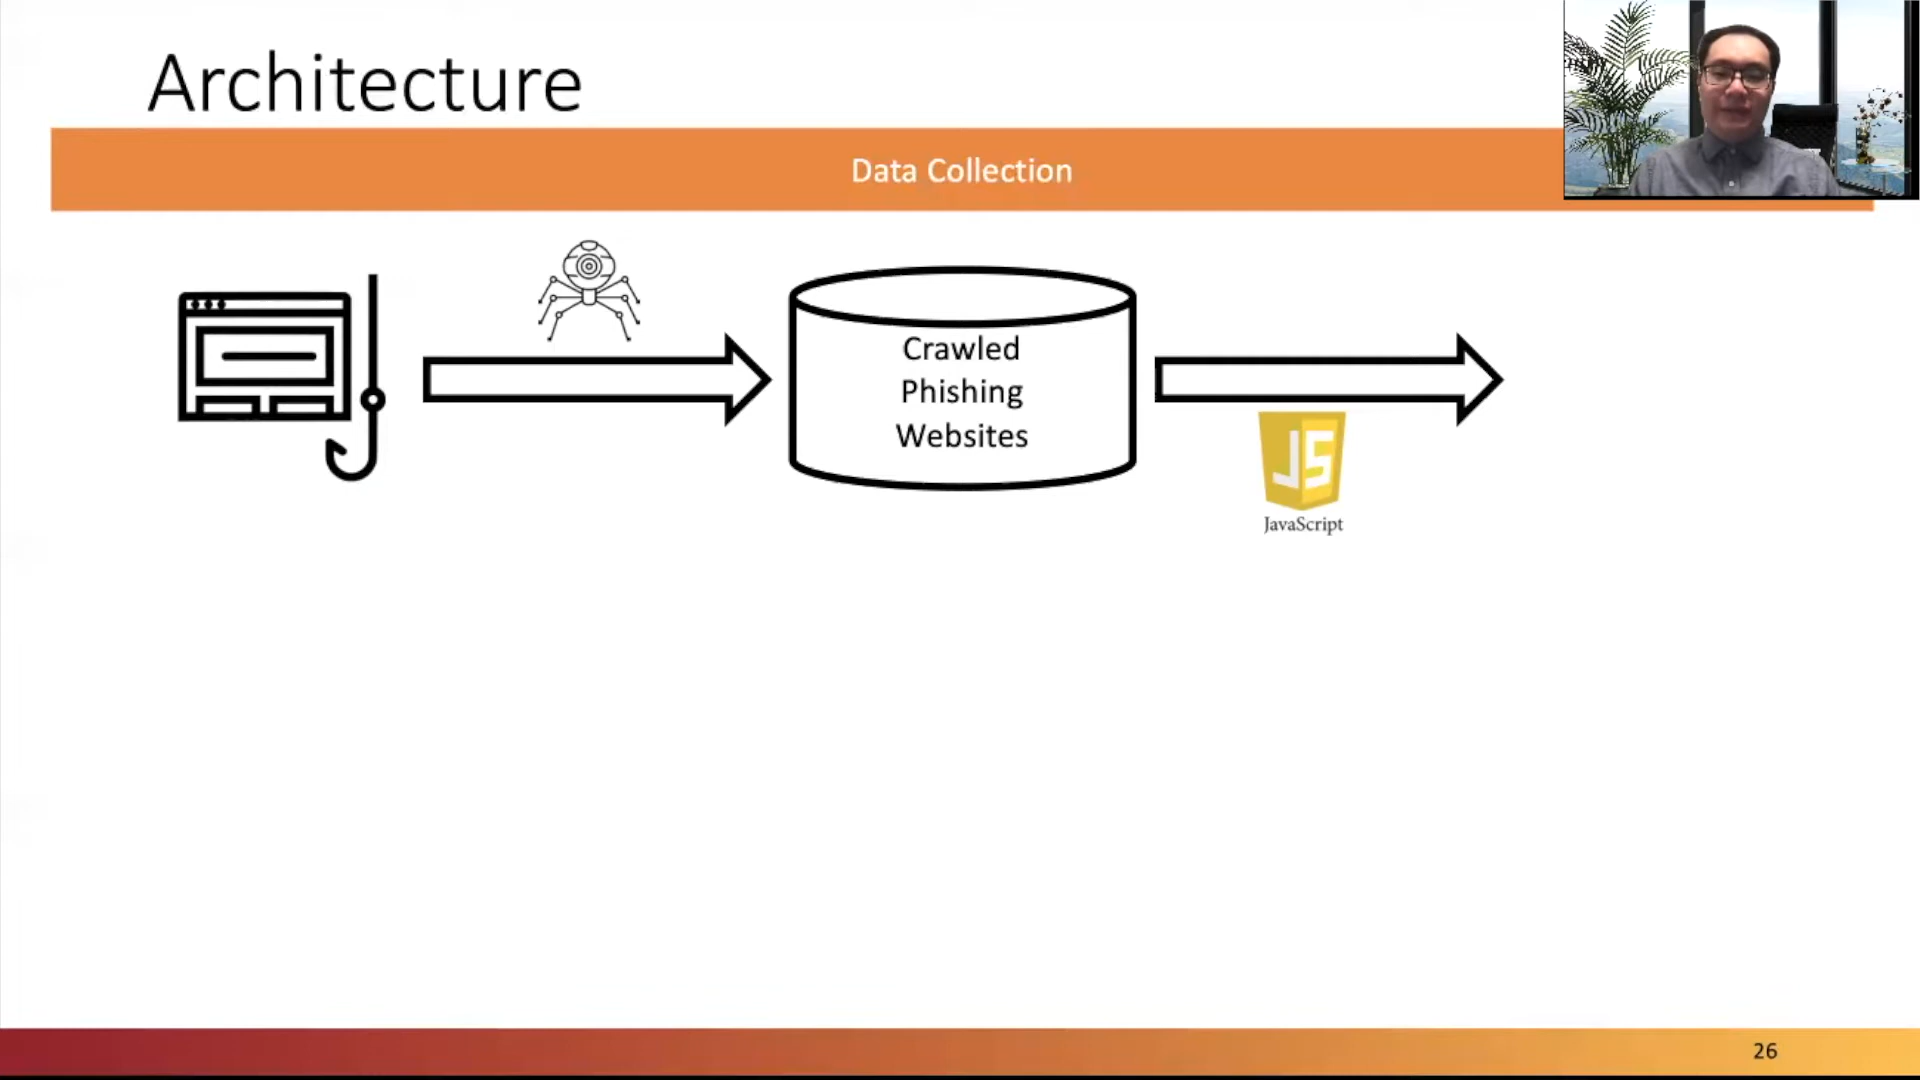 Architecture
Data Collection
Crawled
Phishing
Websites
JS
JavaScript
26